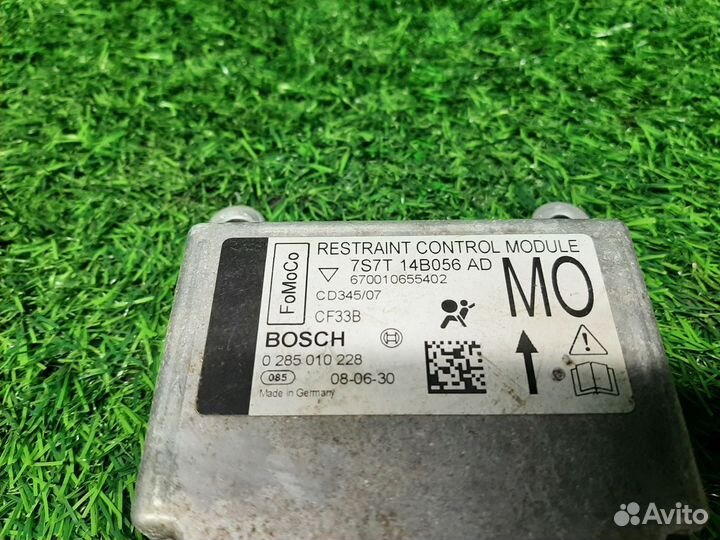 RESTRAINT CONTROL MODULE
FoMoCo
7S7T 14B056 AD
670010655402
CD345/07
CF33B
MO
BOSCH
0 285 010 228
085
08-06-30
Made in Germany
Avito